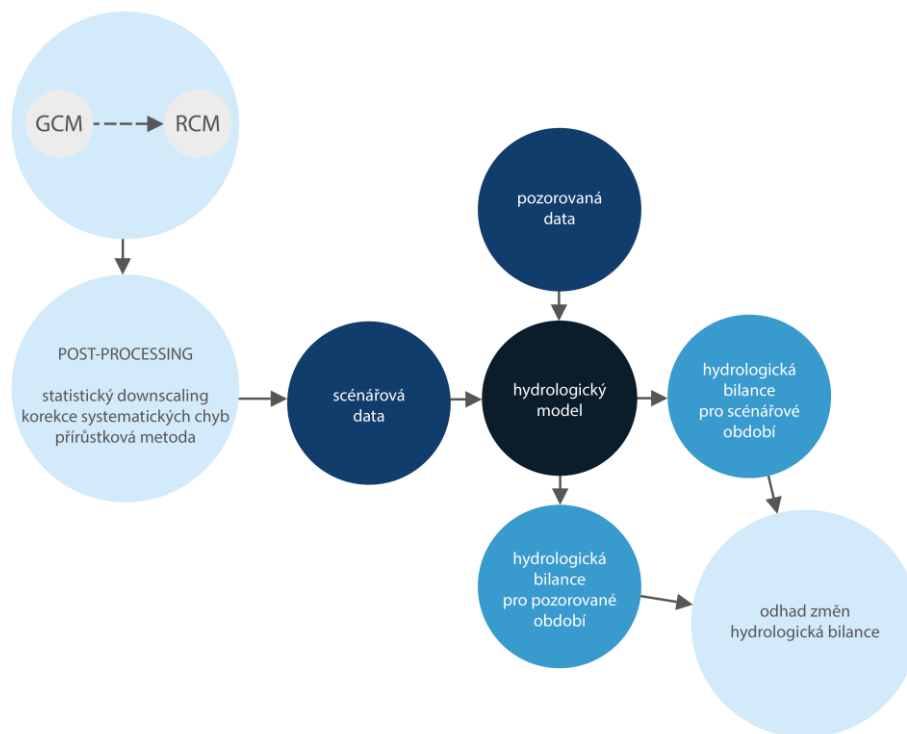 GCM
RCM
pozorovaná
data
POST-PROCESSING
statistický downscaling
korekce systematických chyb
přírůstková metoda
scénářová
data
hydrologický
model
hydrologická
bilance
pro scénářové
období
hydrologická
bilance
pro pozorované
období
odhad změn
hydrologická bilance